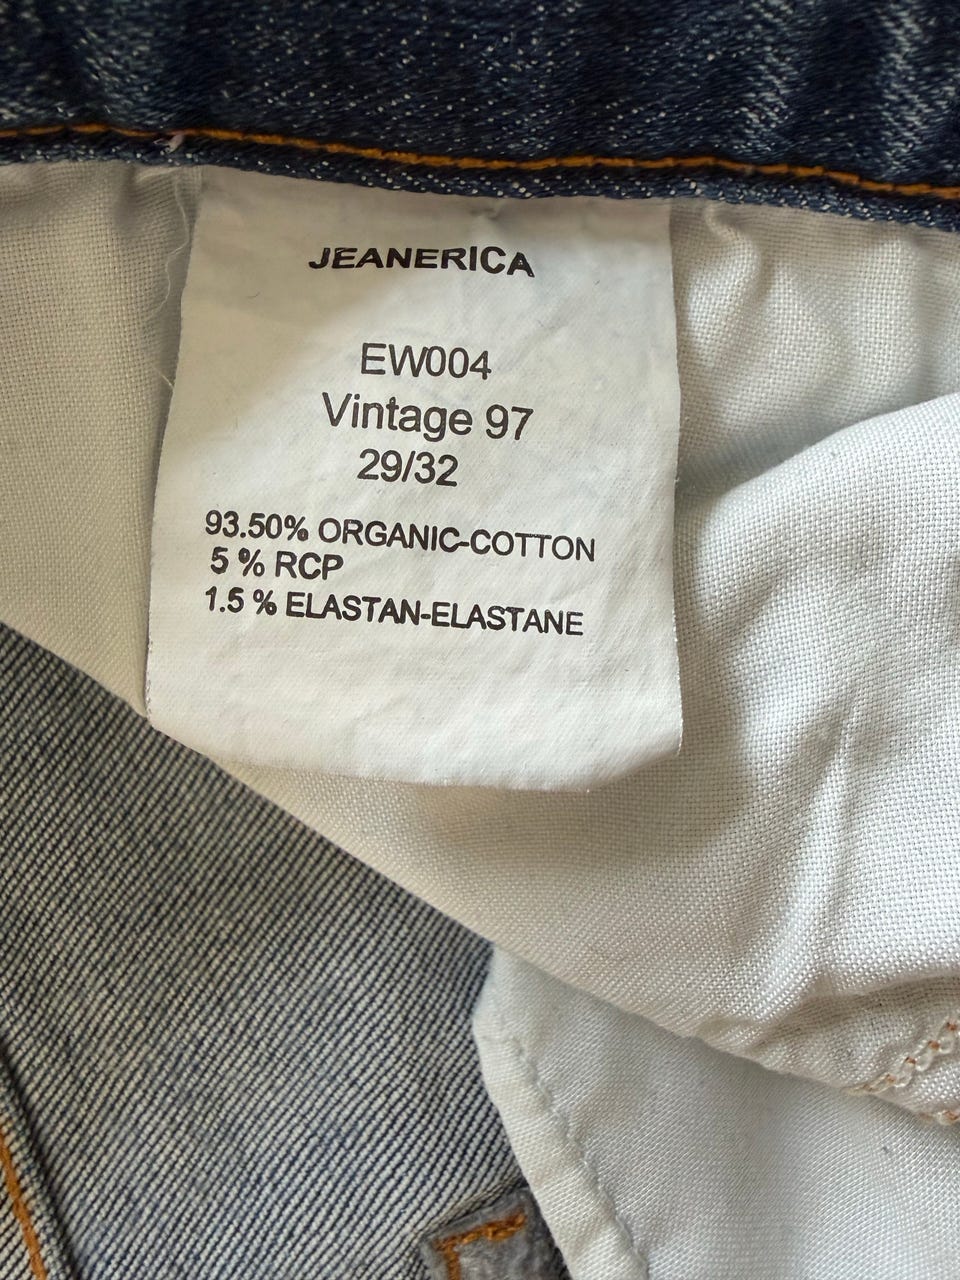 JEANERICA
EW004
Vintage 97
29/32
93.50% ORGANIC-COTTON
5 % RCP
1.5 % ELASTAN-ELASTANE